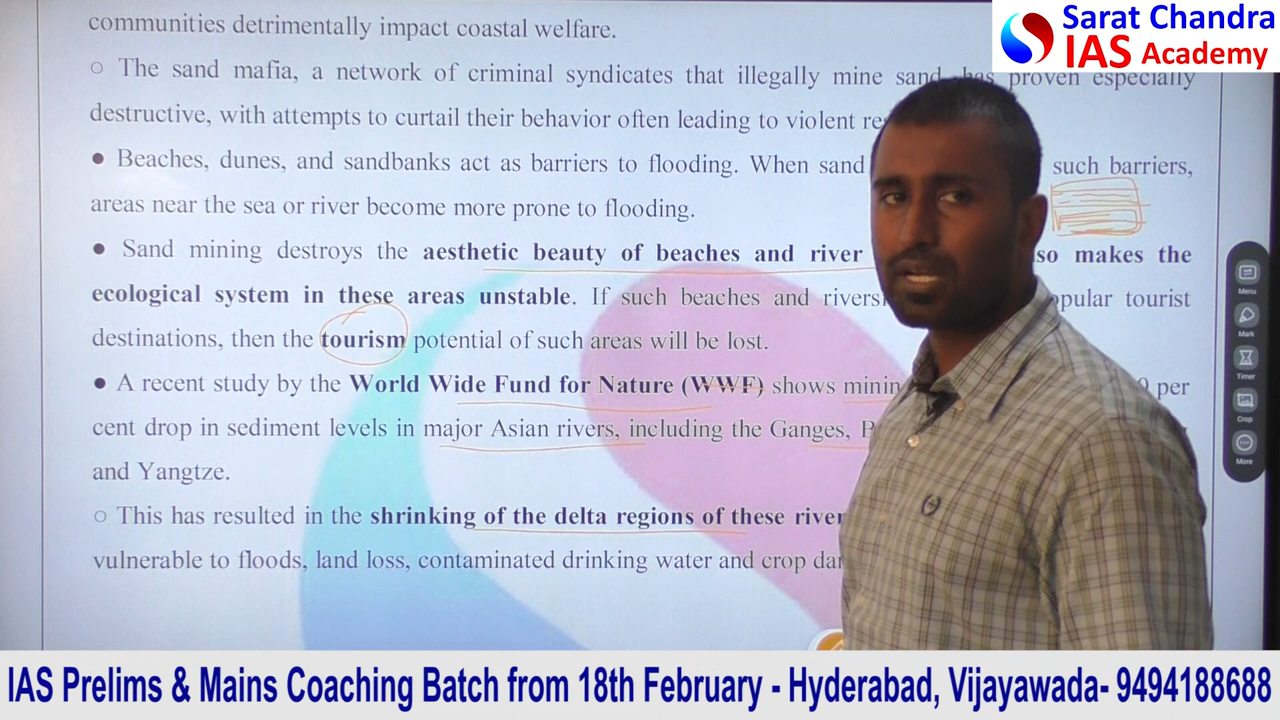 Sarat Chandra
IAS Academy
communities detrimentally impact coastal welfare.
○ The sand mafia, a network of criminal syndicates that illegally mine sand has proven especially
destructive, with attempts to curtail their behavior often leading to violent
● Beaches, dunes, and sandbanks act as barriers to flooding. When sand such barriers,
areas near the sea or river become more prone to flooding.
● Sand mining destroys the aesthetic beauty of beaches and river makes the
ecological system in these areas unstable. If such beaches and tourist
destinations, then the tourism potential of such areas will be lost.
● A recent study by the World Wide Fund for Nature (WWF) shows per
cent drop in sediment levels in major Asian rivers, including the Ganges,
and Yangtze.
○ This has resulted in the shrinking of the delta regions of these
vulnerable to floods, land loss, contaminated drinking water and crop
Menu
Mark
Timer
Crop
More
IAS Prelims & Mains Coaching Batch from 18th February - Hyderabad, Vijayawada- 9494188688